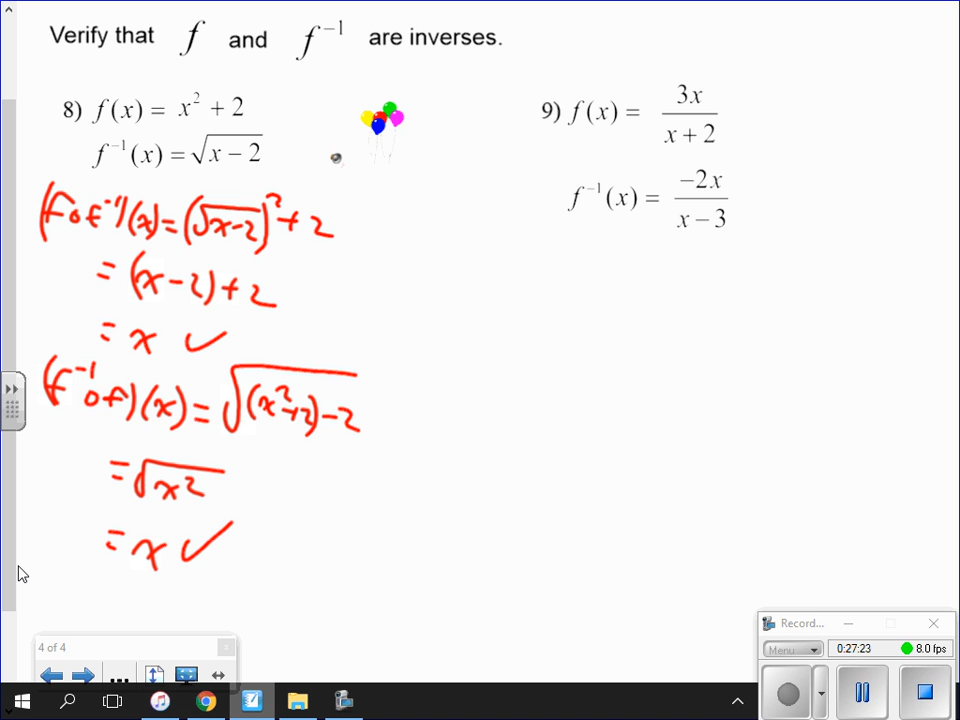 Verify that f and f⁻¹ are inverses.
8) f(x) = x² + 2
f⁻¹(x) = √(x − 2)
(f∘f⁻¹)(x) = (√(x−2))² + 2
= (x − 2) + 2
= x ✓
(f⁻¹∘f)(x) = √((x²+2) − 2)
= √(x²)
= x ✓
9) f(x) = 3x / (x + 2)
f⁻¹(x) = −2x / (x − 3)
4 of 4
...
Record...
Menu
0:27:23
8.0 fps